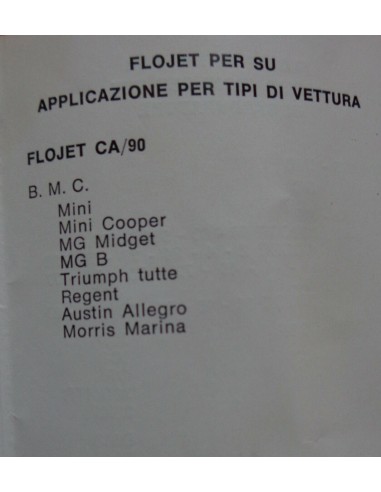 FLOJET PER SU
APPLICAZIONE PER TIPI DI VETTURA
FLOJET CA/90
B. M. C.
Mini
Mini Cooper
MG Midget
MG B
Triumph tutte
Regent
Austin Allegro
Morris Marina